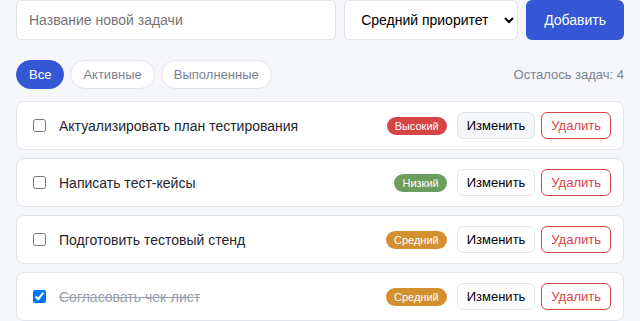 Название новой задачи Средний приоритет Добавить
Все Активные Выполненные Осталось задач: 4
Актуализировать план тестирования Высокий Изменить Удалить
Написать тест-кейсы Низкий Изменить Удалить
Подготовить тестовый стенд Средний Изменить Удалить
Согласовать чек-лист Средний Изменить Удалить